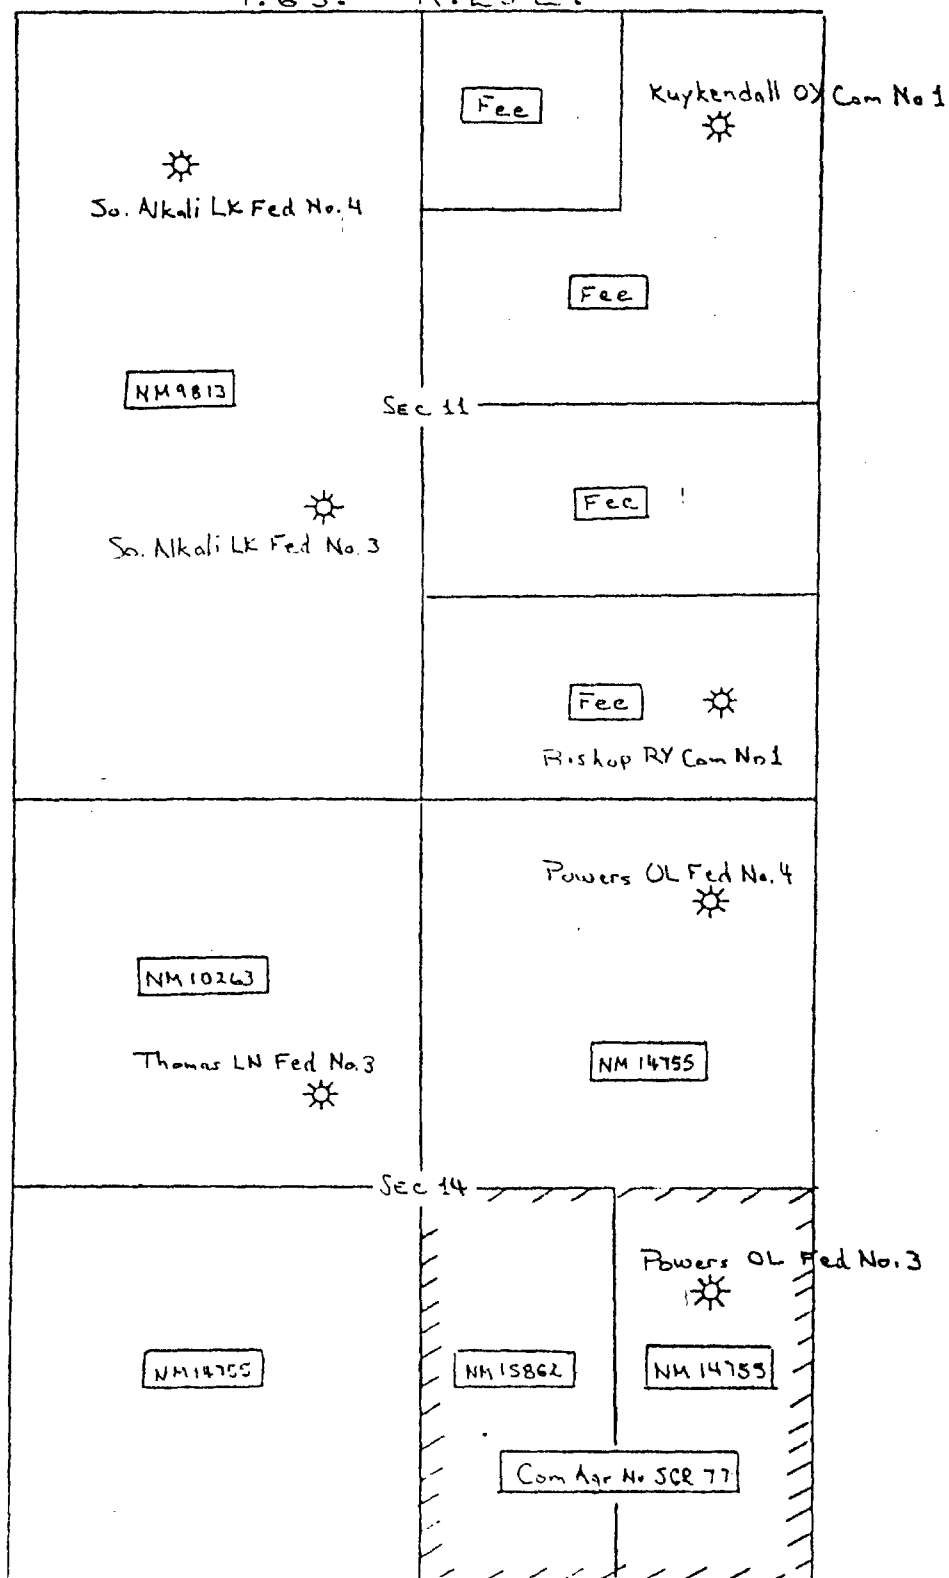 Fee
Kuykendall OY Com No 1
So. Alkali LK Fed No. 4
Fee
NM9813
SEC 11
Fee
So. Alkali LK Fed No. 3
Fee
Bishop RY Com No 1
Powers OL Fed No. 4
NM 10263
Thomas LN Fed No. 3
NM 14755
SEC 14
Powers OL Fed No. 3
NM 14755
NM 15862
NM 14755
Com Agr No SCR 77